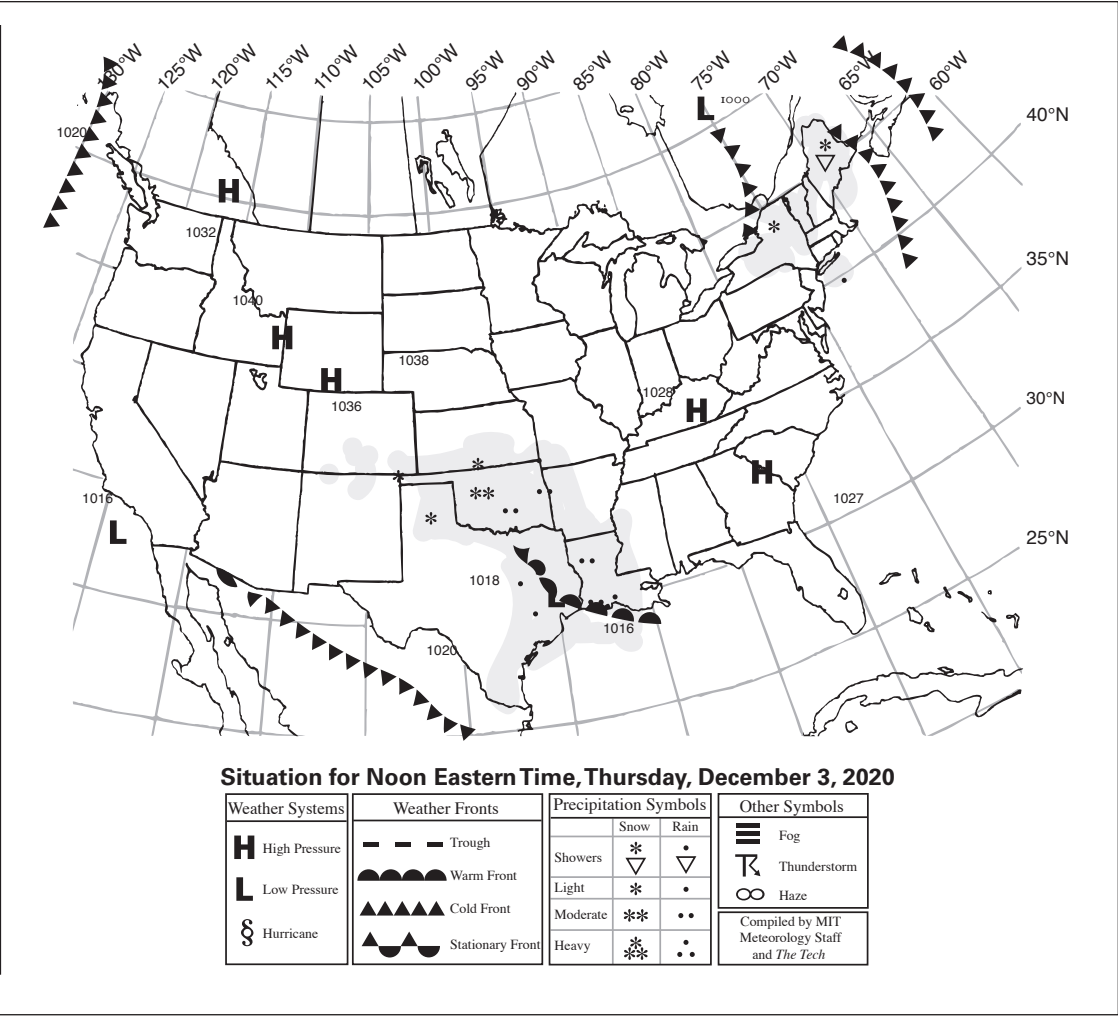 130°W 125°W 120°W 115°W 110°W 105°W 100°W 95°W 90°W 85°W 80°W 75°W 70°W 65°W 60°W
L 1000
40°N
1020
H
1032
35°N
1040
H
1038
H
1036
1028
H
30°N
H
1016
1027
L
25°N
1018
L
1016
1020
Situation for Noon Eastern Time, Thursday, December 3, 2020
Weather Systems
H High Pressure
L Low Pressure
§ Hurricane
Weather Fronts
Trough
Warm Front
Cold Front
Stationary Front
Precipitation Symbols
Snow Rain
Showers
Light
Moderate
Heavy
Other Symbols
Fog
Thunderstorm
Haze
Compiled by MIT
Meteorology Staff
and The Tech